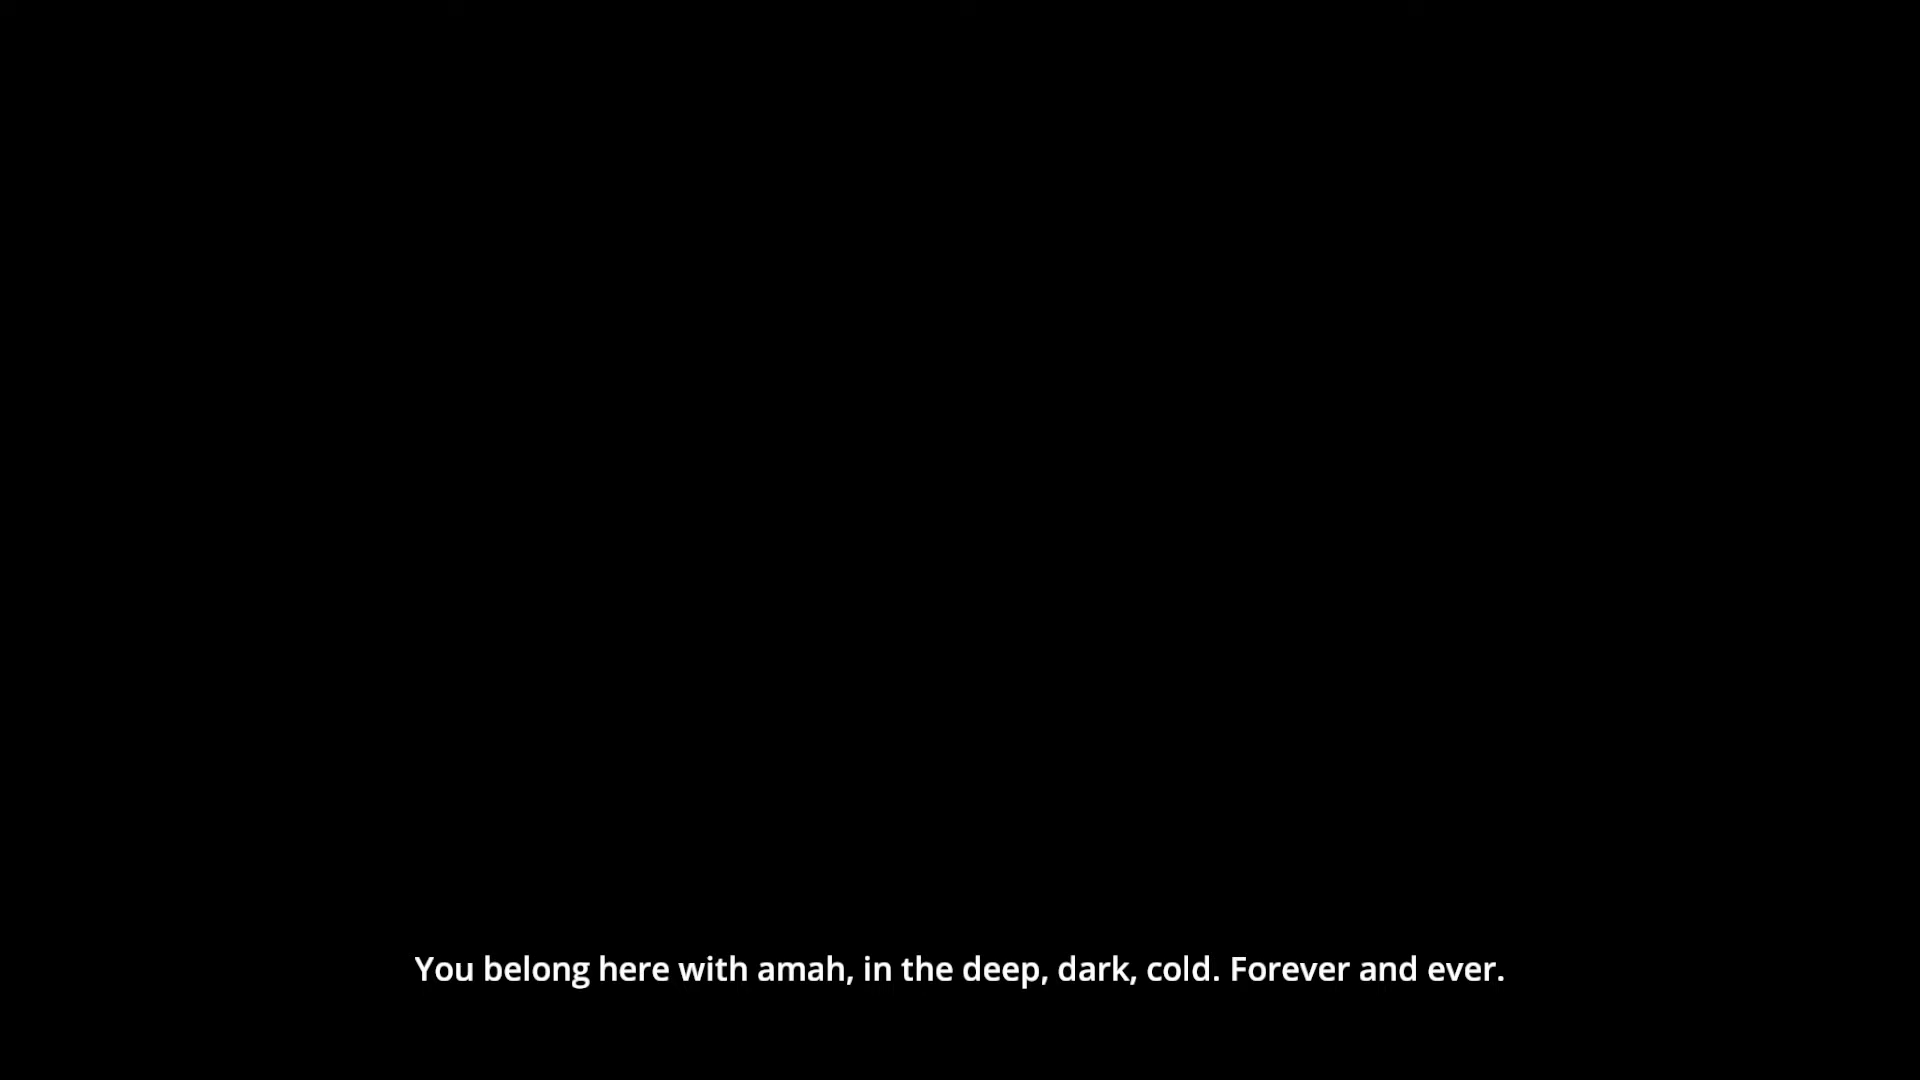 You belong here with amah, in the deep, dark, cold. Forever and ever.